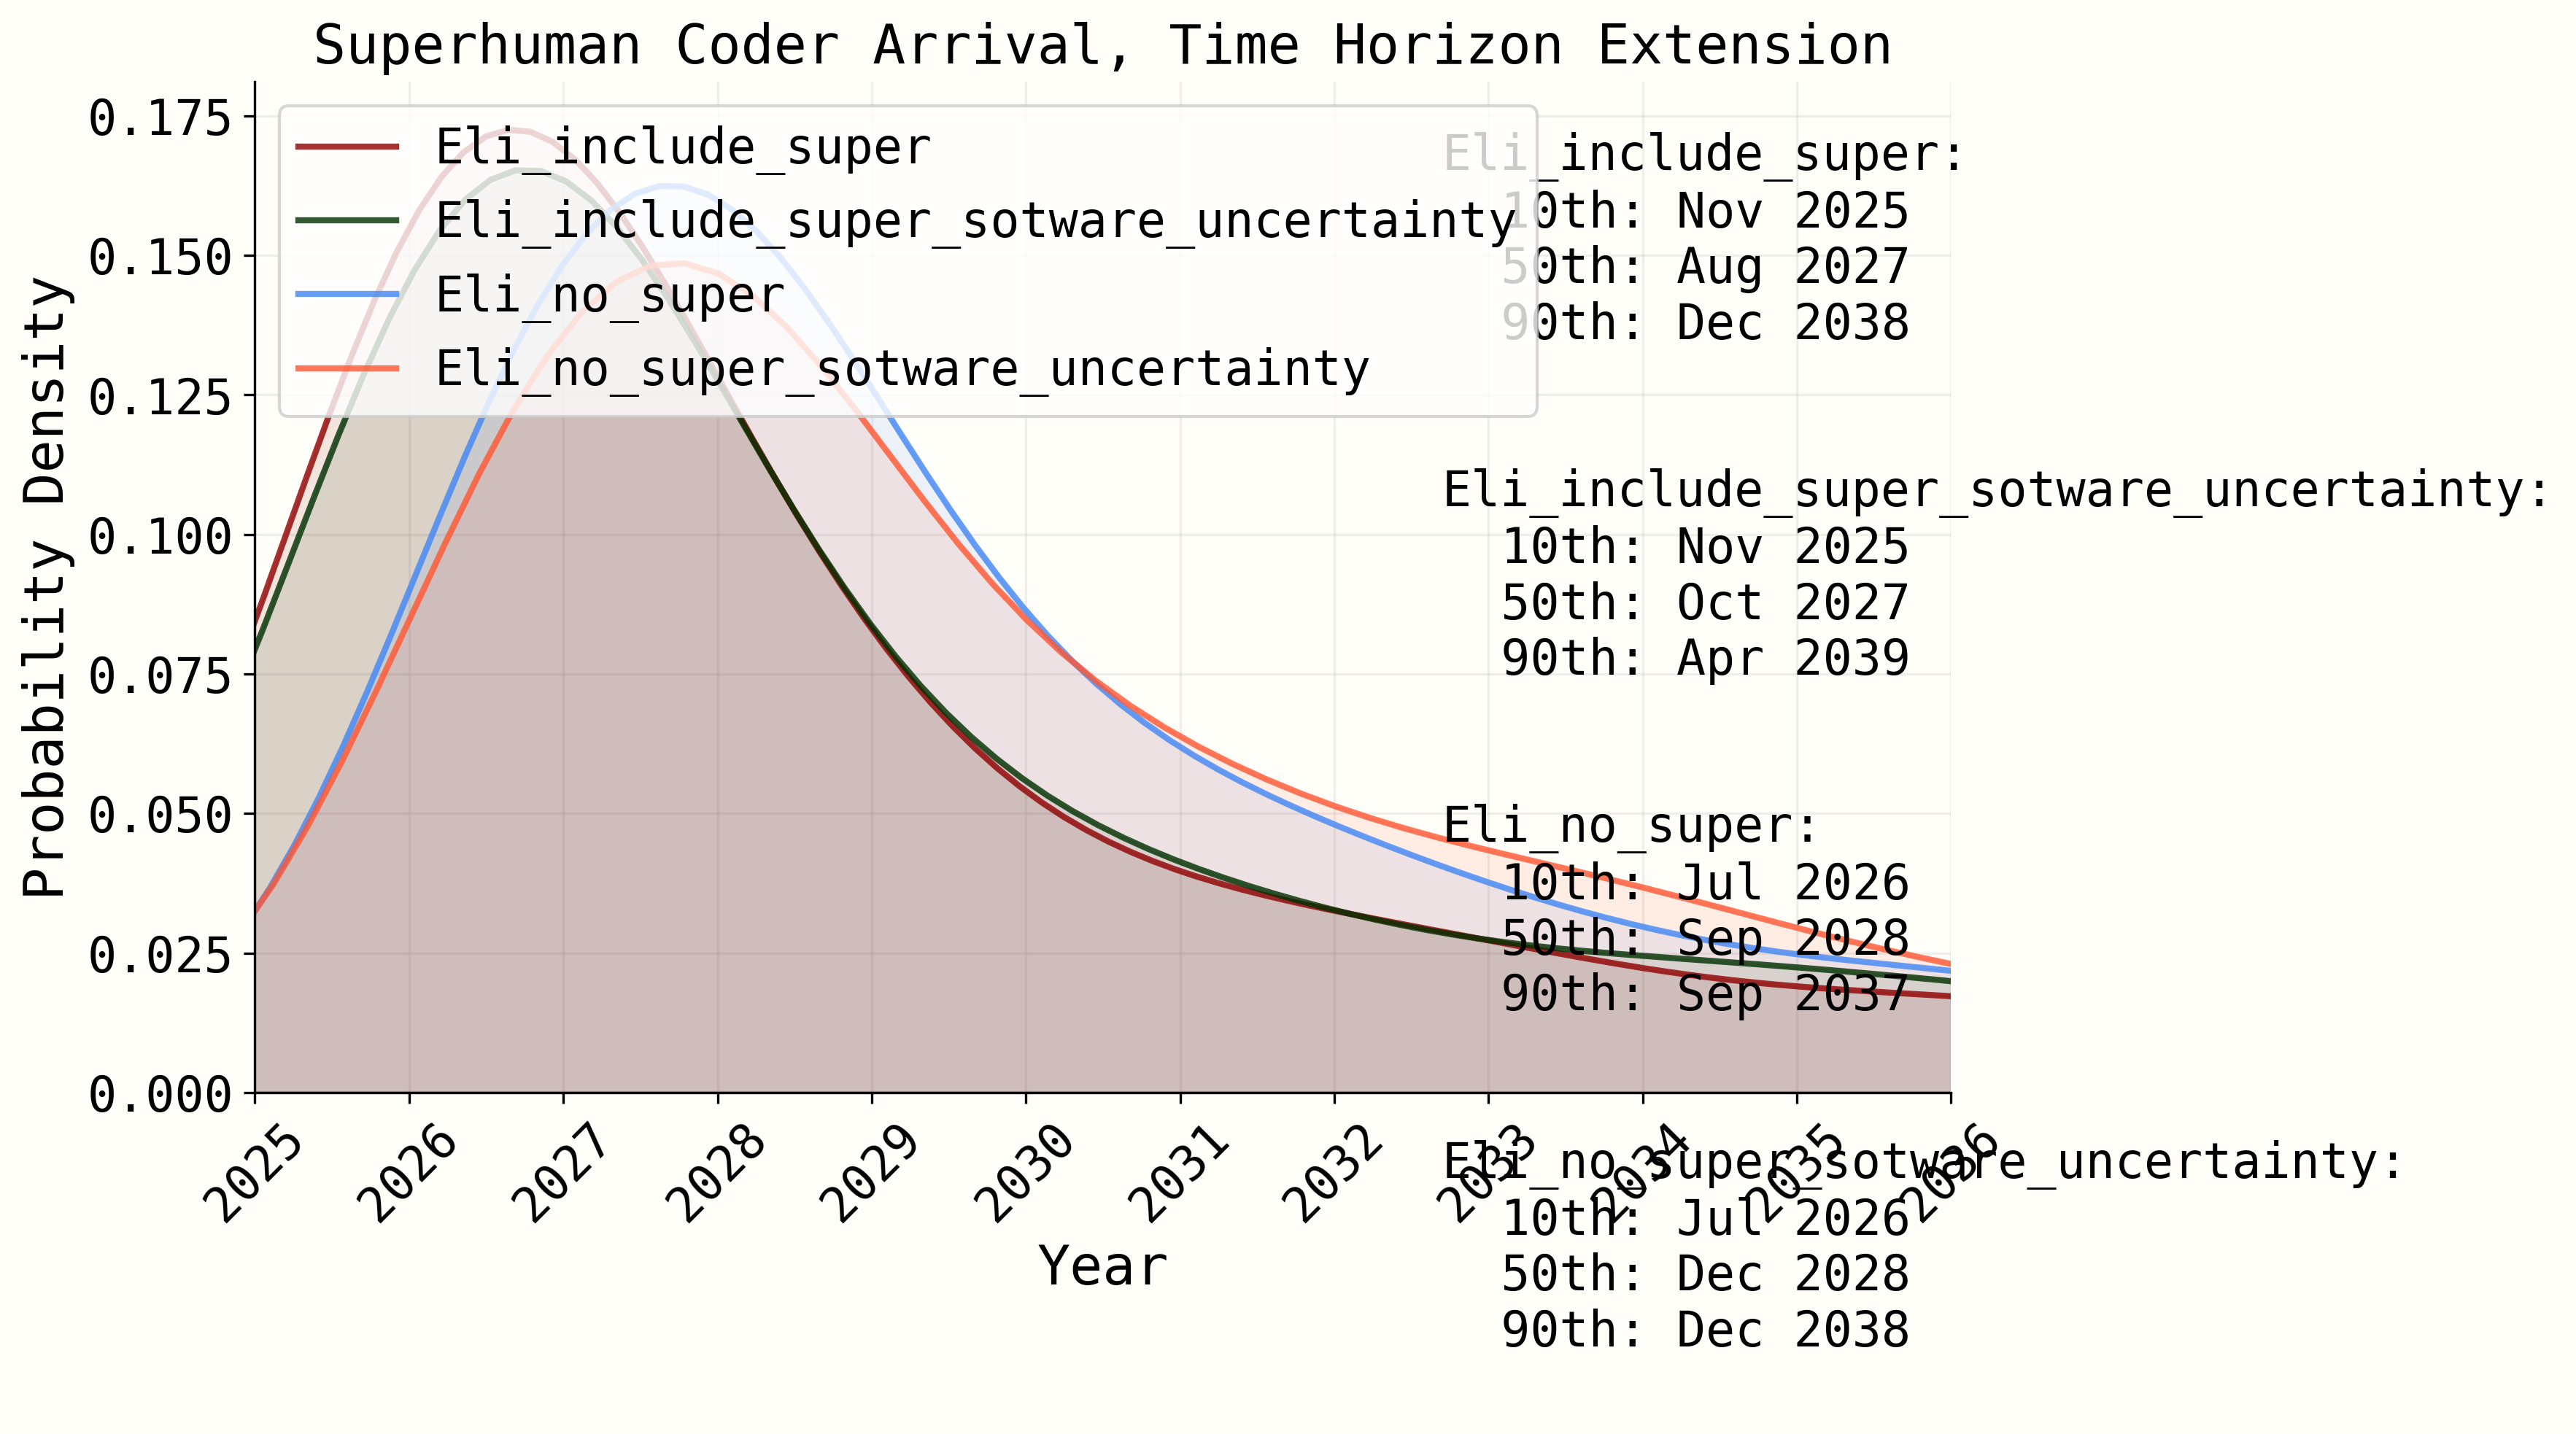 Superhuman Coder Arrival, Time Horizon Extension
Probability Density
0.175
0.150
0.125
0.100
0.075
0.050
0.025
0.000
Eli_include_super
Eli_include_super_sotware_uncertainty
Eli_no_super
Eli_no_super_sotware_uncertainty
Eli_include_super:
10th: Nov 2025
50th: Aug 2027
90th: Dec 2038
Eli_include_super_sotware_uncertainty:
10th: Nov 2025
50th: Oct 2027
90th: Apr 2039
Eli_no_super:
10th: Jul 2026
50th: Sep 2028
90th: Sep 2037
Eli_no_super_sotware_uncertainty:
10th: Jul 2026
50th: Dec 2028
90th: Dec 2038
2025
2026
2027
2028
2029
2030
2031
2032
2033
2034
2035
2036
Year